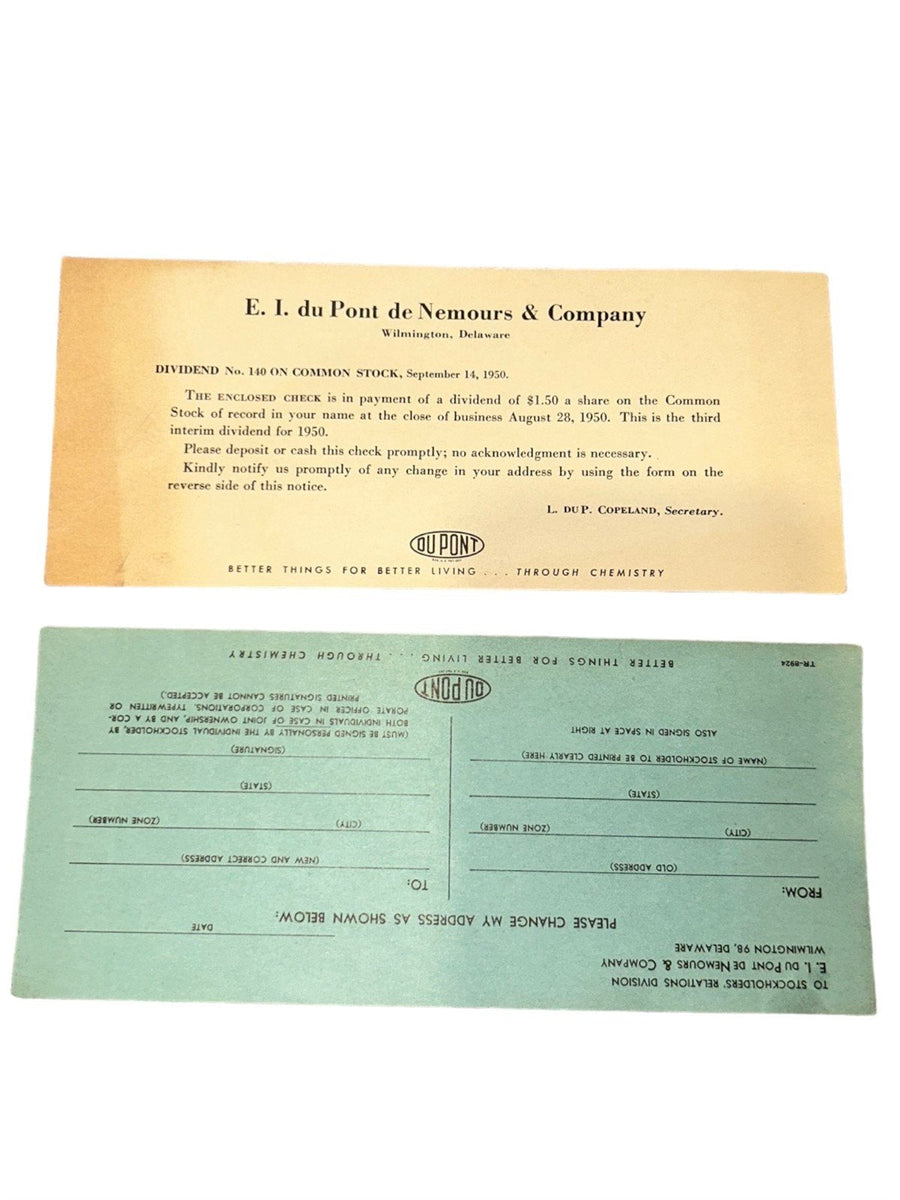 E. I. du Pont de Nemours & Company
Wilmington, Delaware
DIVIDEND No. 140 ON COMMON STOCK, September 14, 1950.
THE ENCLOSED CHECK is in payment of a dividend of $1.50 a share on the Common
Stock of record in your name at the close of business August 28, 1950. This is the third
interim dividend for 1950.
Please deposit or cash this check promptly; no acknowledgment is necessary.
Kindly notify us promptly of any change in your address by using the form on the
reverse side of this notice.
L. DU P. COPELAND, Secretary.
DU PONT
BETTER THINGS FOR BETTER LIVING . . . THROUGH CHEMISTRY
TO STOCKHOLDERS' RELATIONS DIVISION
E. I. DU PONT DE NEMOURS & COMPANY
WILMINGTON 98, DELAWARE
DATE
PLEASE CHANGE MY ADDRESS AS SHOWN BELOW:
FROM:
(OLD ADDRESS)
(CITY) (ZONE NUMBER)
(STATE)
(NAME OF STOCKHOLDER TO BE PRINTED CLEARLY HERE)
ALSO SIGNED IN SPACE AT RIGHT
TO:
(NEW AND CORRECT ADDRESS)
(CITY) (ZONE NUMBER)
(STATE)
(SIGNATURE)
(MUST BE SIGNED PERSONALLY BY THE INDIVIDUAL STOCKHOLDER, BY
BOTH INDIVIDUALS IN CASE OF JOINT OWNERSHIP, AND BY A COR-
PORATE OFFICER IN CASE OF CORPORATIONS. TYPEWRITTEN OR
PRINTED SIGNATURES CANNOT BE ACCEPTED.)
DU PONT
TR-8924
BETTER THINGS FOR BETTER LIVING . . . THROUGH CHEMISTRY